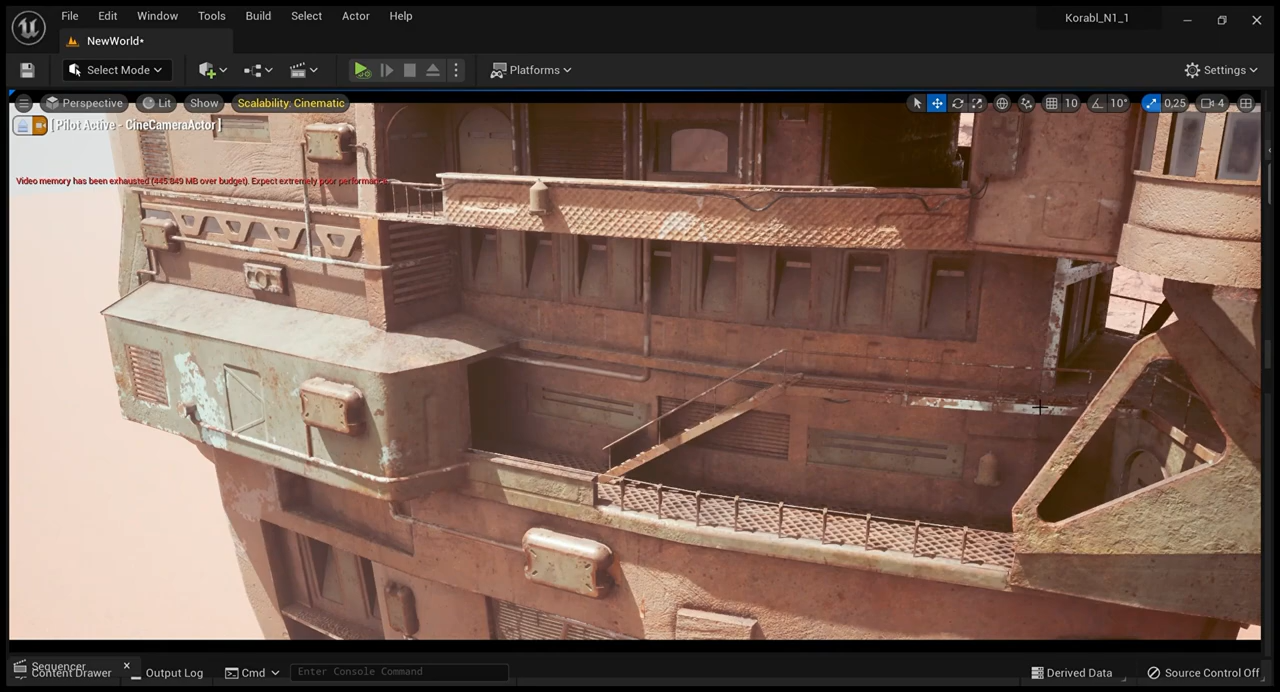 File Edit Window Tools Build Select Actor Help
Korabl_N1_1
NewWorld*
Select Mode
Platforms
Settings
Perspective Lit Show Scalability: Cinematic
10 10° 0,25 4
[ Pilot Active - CineCameraActor ]
Video memory has been exhausted (445.849 MB over budget). Expect extremely poor performance.
Sequencer
Content Drawer Output Log Cmd Enter Console Command Derived Data Source Control Off